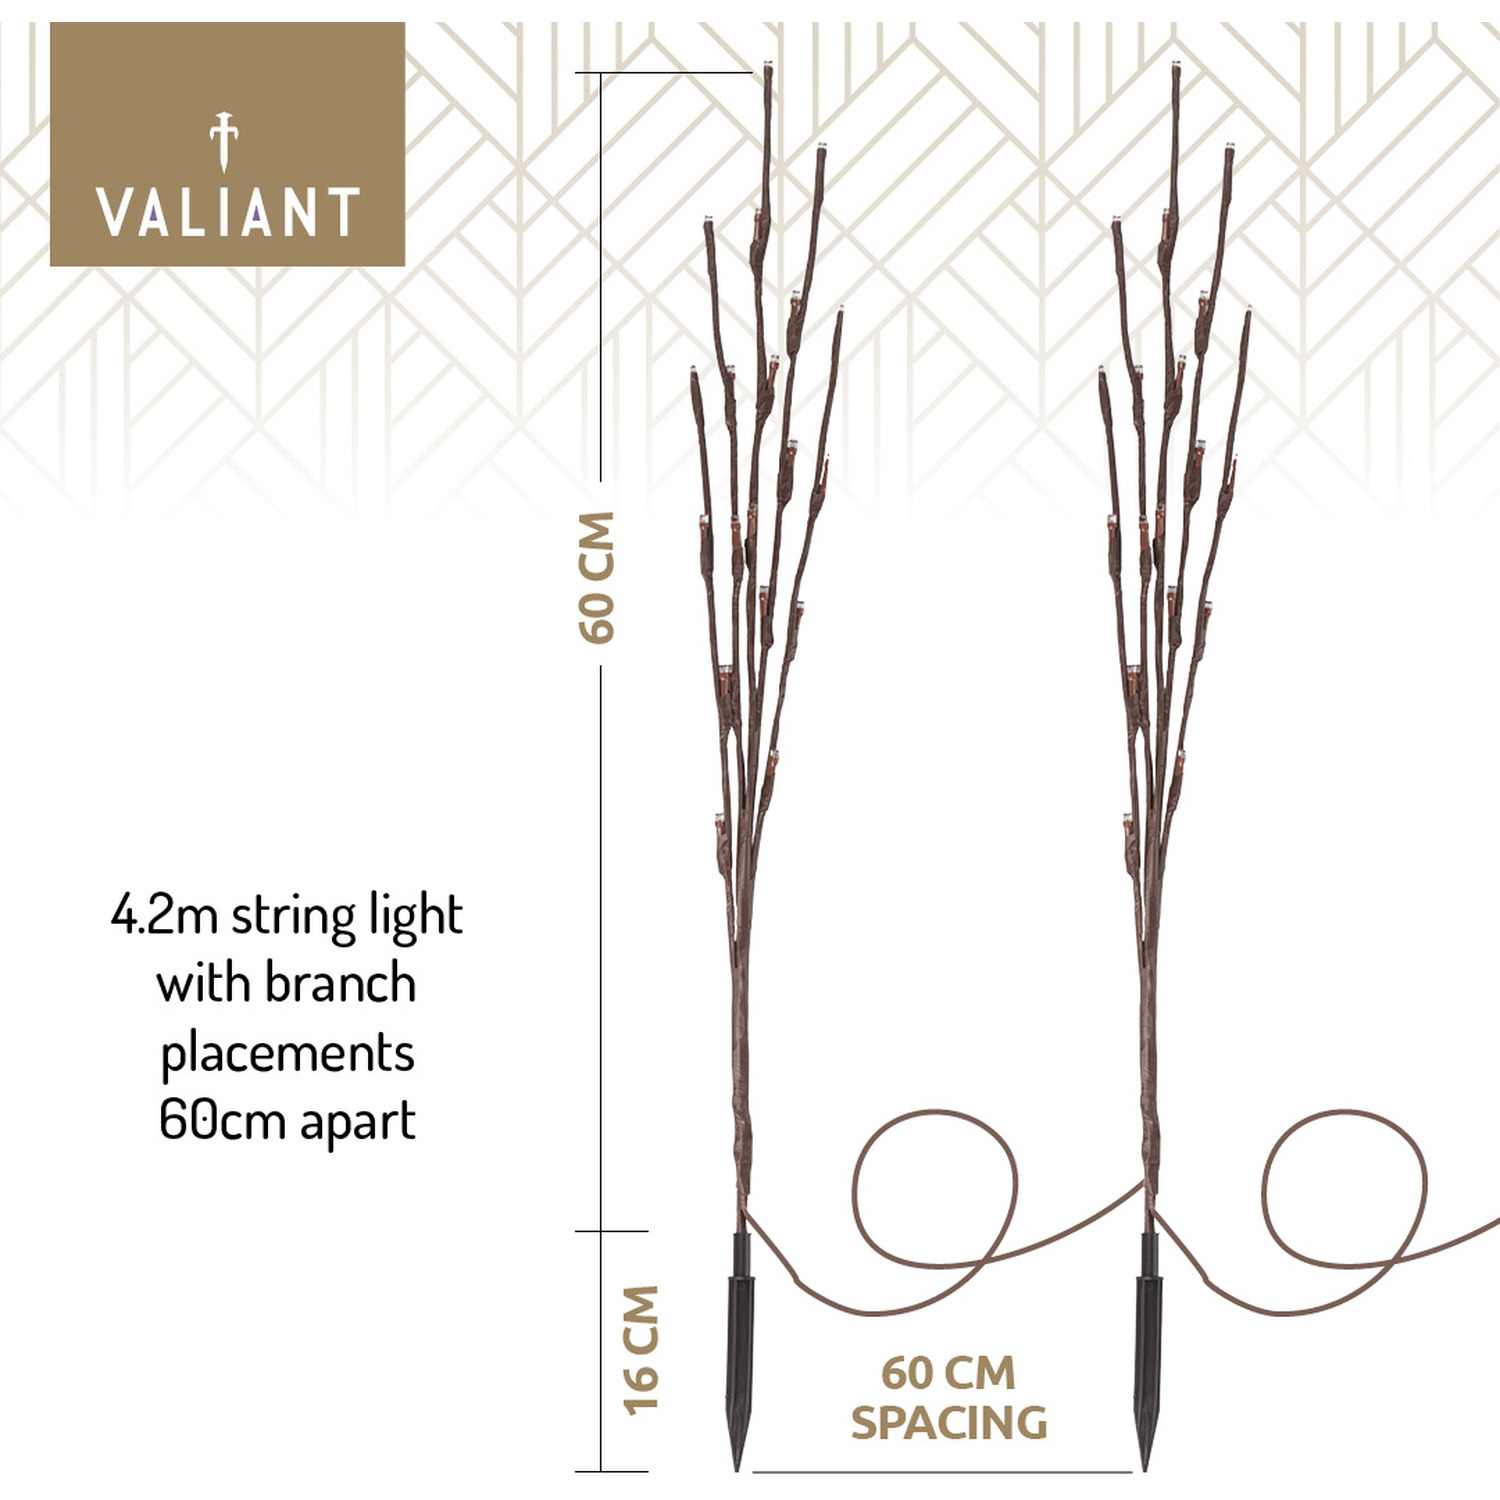 VALIANT
60 CM
4.2m string light
with branch
placements
60cm apart
16 CM
60 CM
SPACING